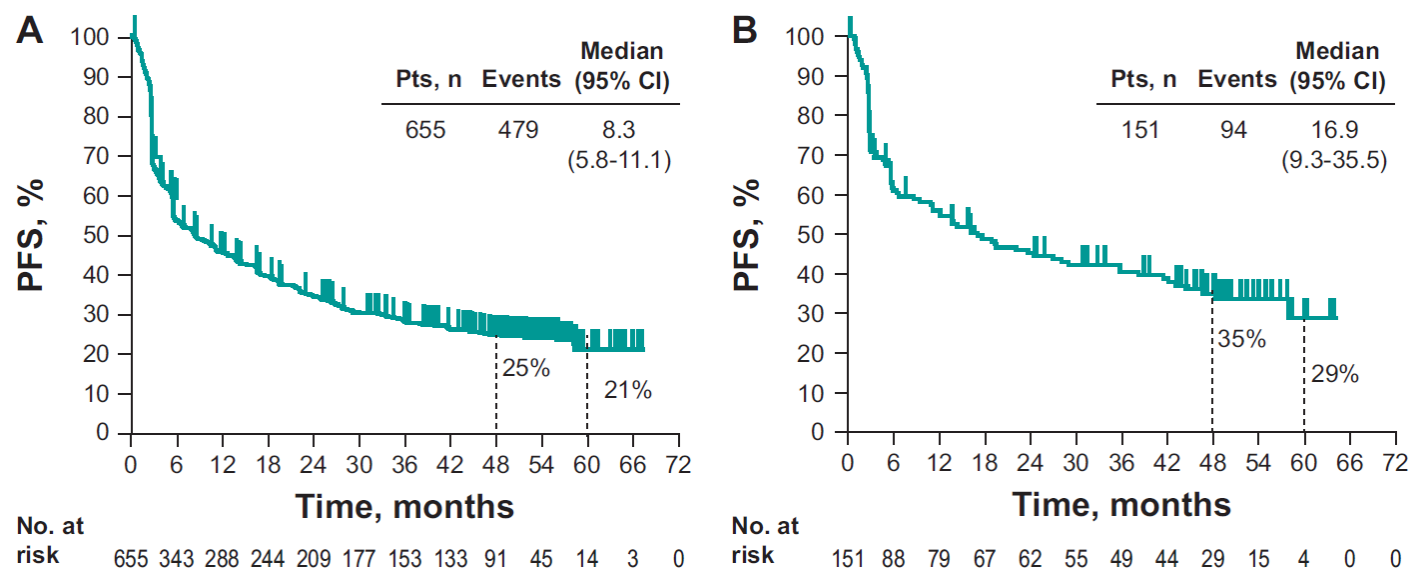 A
PFS, %
100
90
80
70
60
50
40
30
20
10
0
Pts, n Events Median (95% CI)
655 479 8.3
(5.8-11.1)
25%
21%
0 6 12 18 24 30 36 42 48 54 60 66 72
Time, months
No. at
risk 655 343 288 244 209 177 153 133 91 45 14 3 0
B
PFS, %
100
90
80
70
60
50
40
30
20
10
0
Pts, n Events Median (95% CI)
151 94 16.9
(9.3-35.5)
35%
29%
0 6 12 18 24 30 36 42 48 54 60 66 72
Time, months
No. at
risk 151 88 79 67 62 55 49 44 29 15 4 0 0